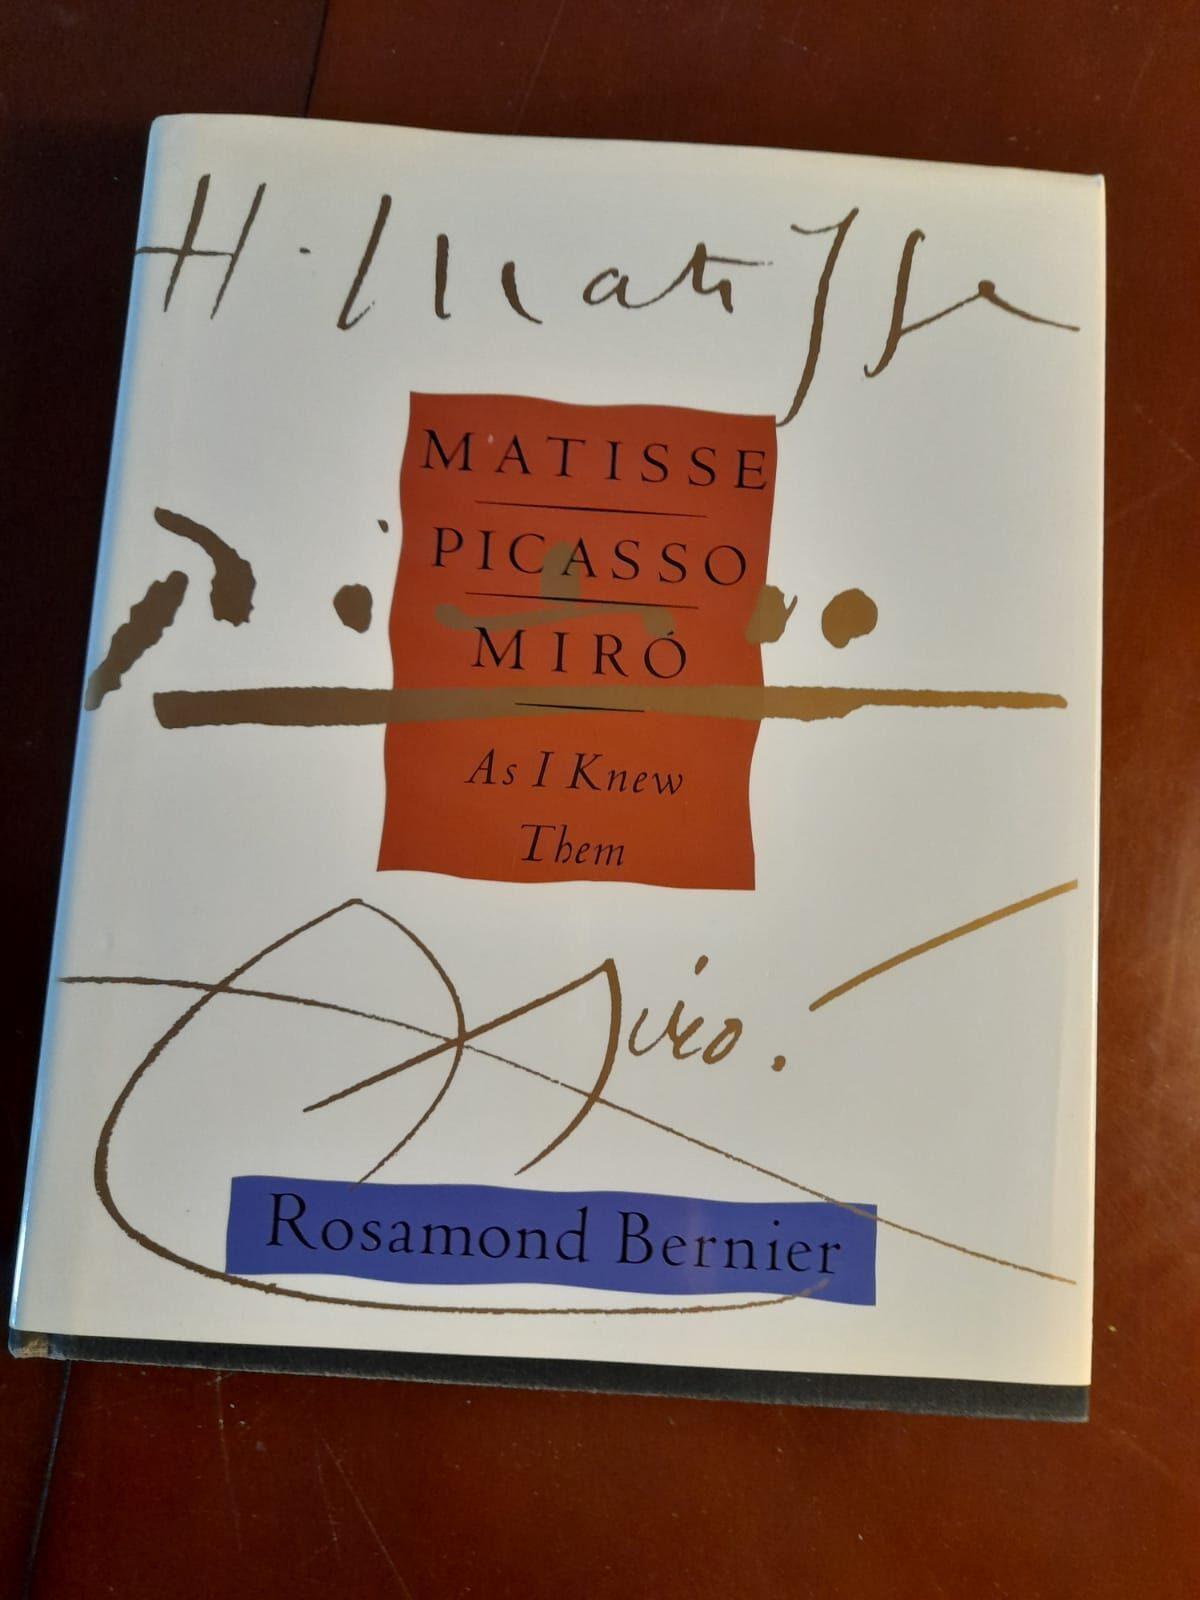 H. Matisse
MATISSE
PICASSO
MIRÓ
As I Knew
Them
Miró.
Rosamond Bernier